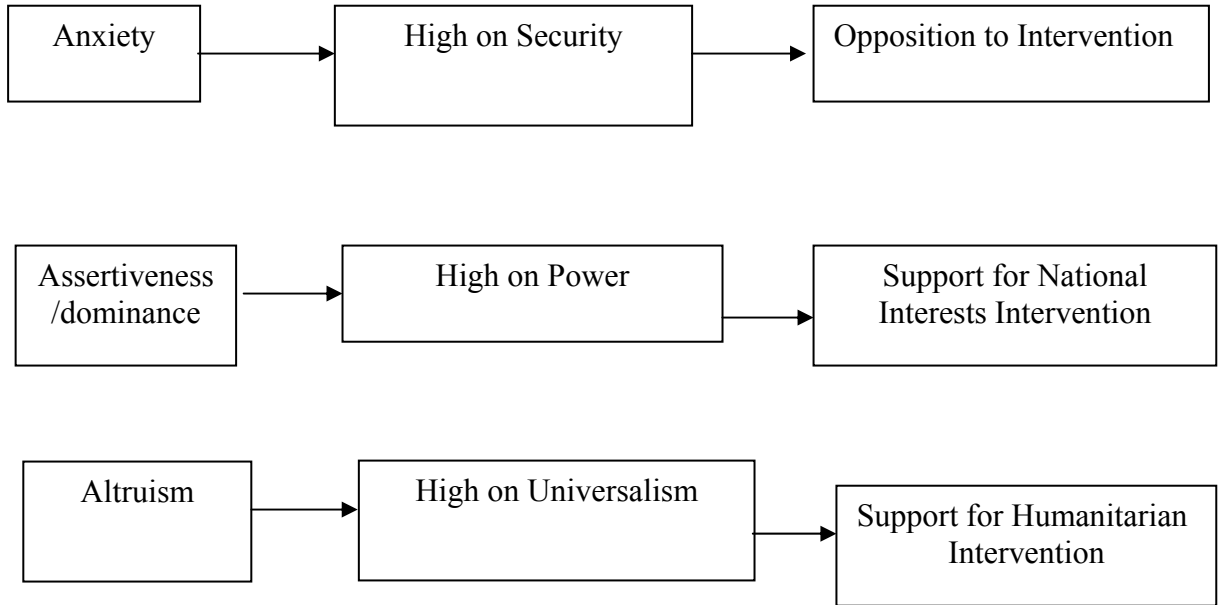 Anxiety
High on Security
Opposition to Intervention
Assertiveness
/dominance
High on Power
Support for National
Interests Intervention
Altruism
High on Universalism
Support for Humanitarian
Intervention